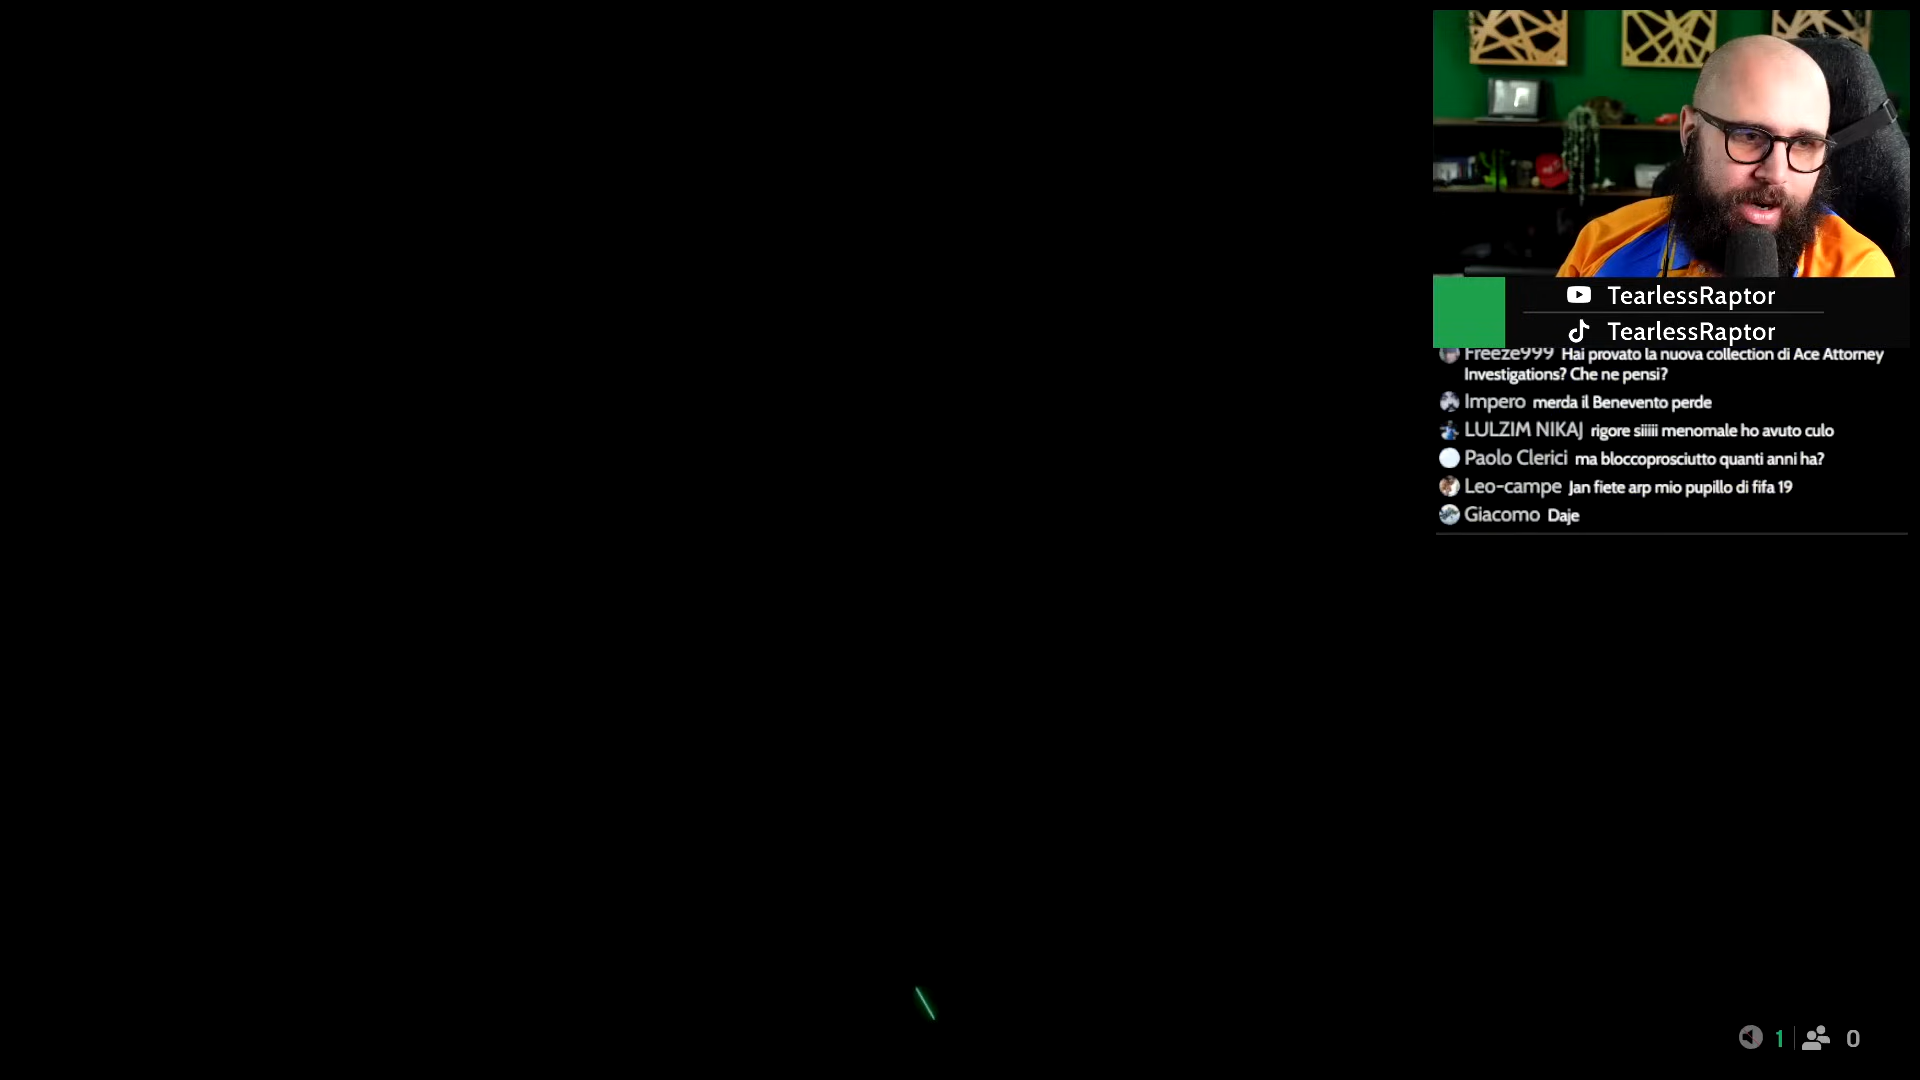 TearlessRaptor
TearlessRaptor
Freeze999 Hai provato la nuova collection di Ace Attorney
Investigations? Che ne pensi?
Impero merda il Benevento perde
LULZIM NIKAJ rigore siiiii menomale ho avuto culo
Paolo Clerici ma bloccoprosciutto quanti anni ha?
Leo-campe Jan fiete arp mio pupillo di fifa 19
Giacomo Daje
1 0